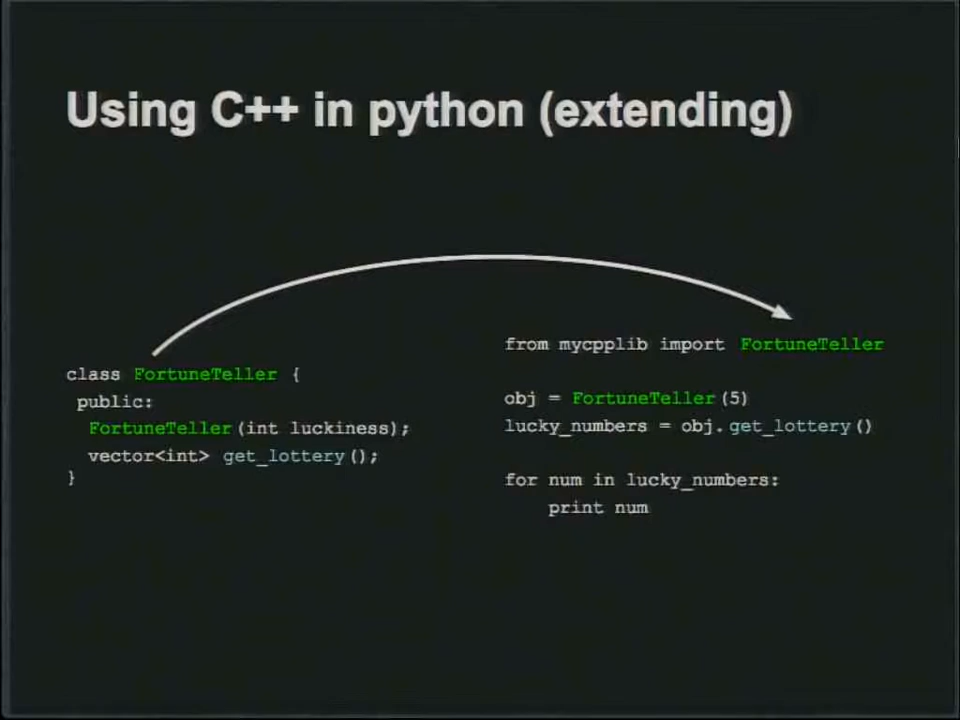 Using C++ in python (extending)
class FortuneTeller {
public:
FortuneTeller(int luckiness);
vector<int> get_lottery();
}
from mycpplib import FortuneTeller
obj = FortuneTeller(5)
lucky_numbers = obj.get_lottery()
for num in lucky_numbers:
print num